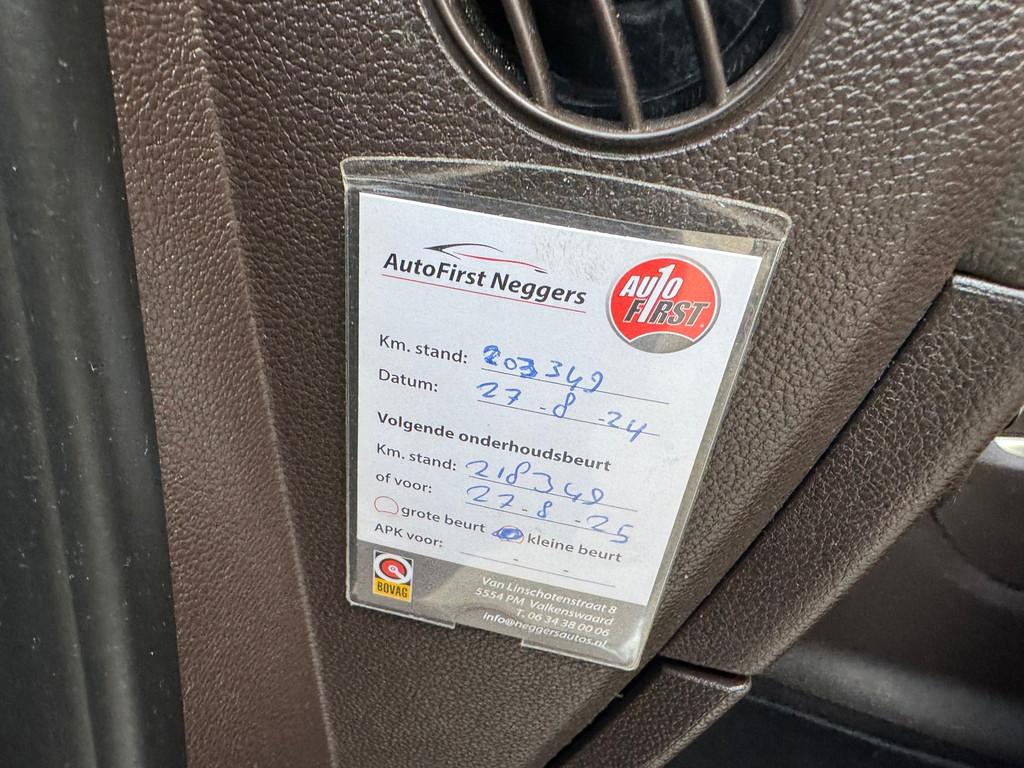 AutoFirst Neggers
AUTO
F1RST
Km. stand: 203349
Datum: 27-8-24
Volgende onderhoudsbeurt
Km. stand: 218349
of voor: 27-8-25
grote beurt kleine beurt
APK voor: - -
BOVAG
Van Linschotenstraat 8
5554 PM Valkenswaard
T. 06 34 38 00 06
info@neggersautos.nl